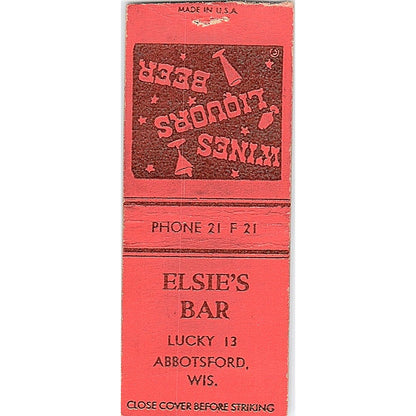 MADE IN U.S.A.
WINES
LIQUORS
BEER
PHONE 21 F 21
ELSIE'S
BAR
LUCKY 13
ABBOTSFORD,
WIS.
CLOSE COVER BEFORE STRIKING